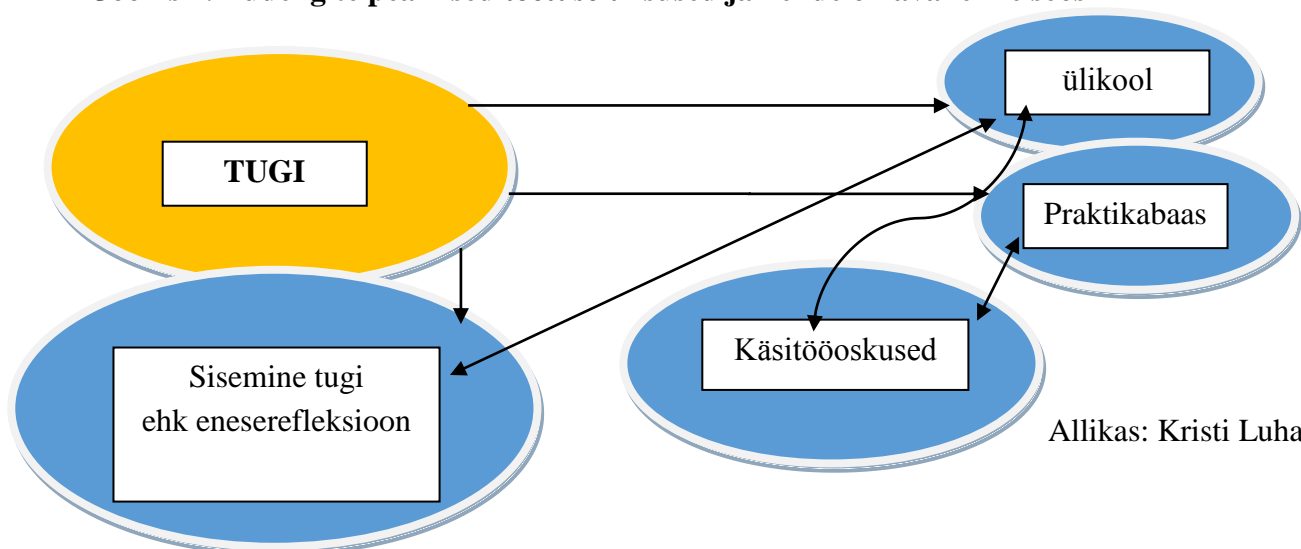 ülikool
TUGI
Praktikabaas
Käsitööoskused
Sisemine tugi
ehk eneserefleksioon
Allikas: Kristi Luha